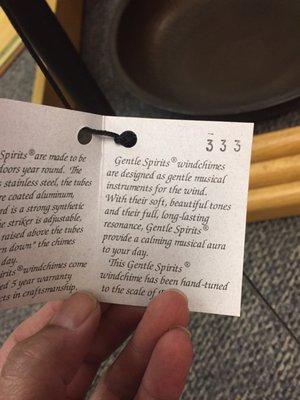 Spirits® are made to be
doors year round. The
s stainless steel, the tubes
re coated aluminum,
rd is a strong synthetic
e striker is adjustable,
raised above the tubes
rn down" the chimes
day.
irits® windchimes come
ed 5 year warranty
cts in craftsmanship.
333
Gentle Spirits® windchimes
are designed as gentle musical
instruments for the wind.
With their soft, beautiful tones
and their full, long-lasting
resonance, Gentle Spirits®
provide a calming musical aura
to your day.
This Gentle Spirits®
windchime has been hand-tuned
to the scale of